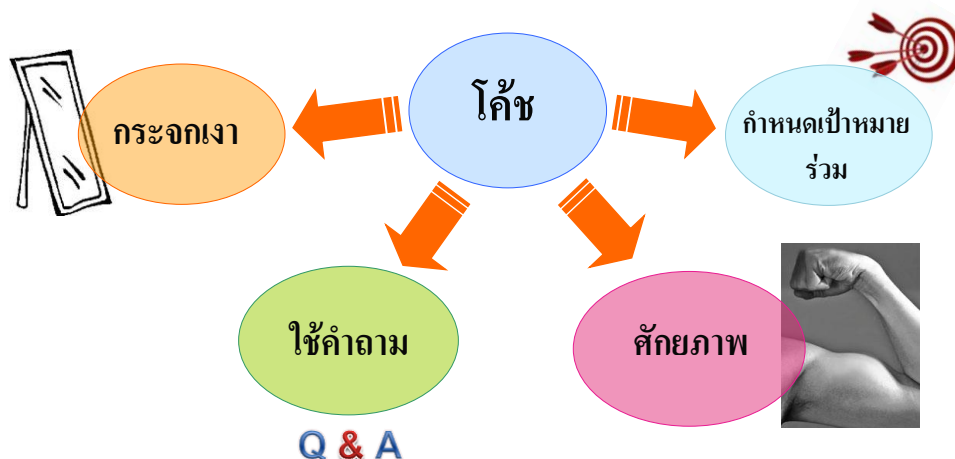 โค้ช
กระจกเงา
กำหนดเป้าหมาย
ร่วม
ใช้คำถาม
ศักยภาพ
Q & A